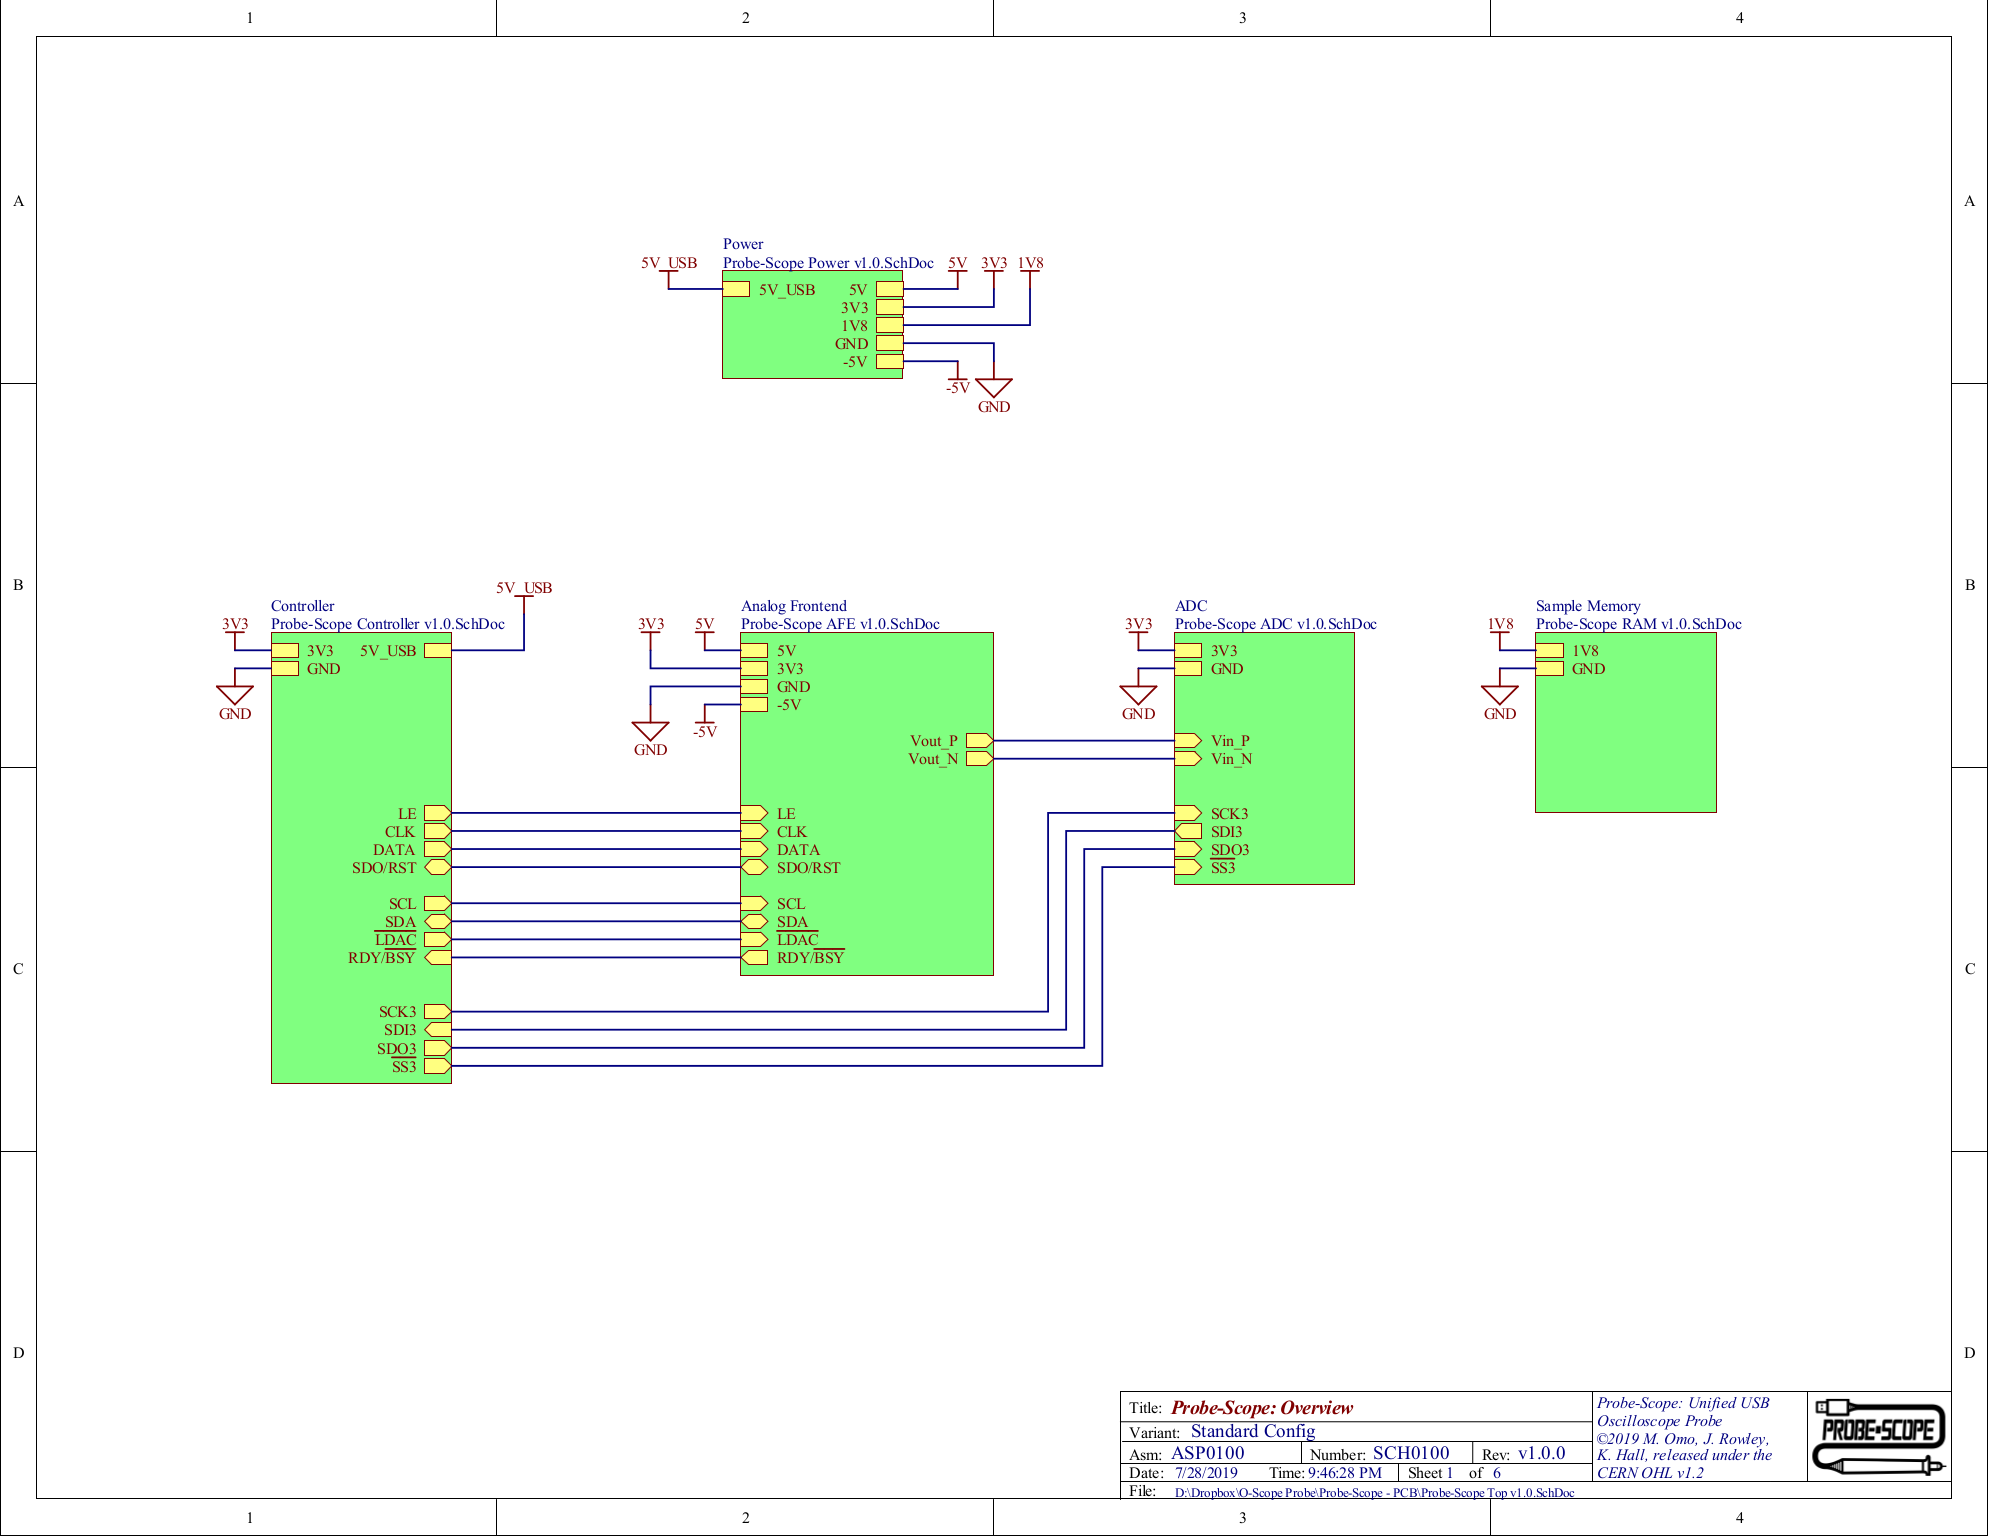 1 2 3 4
A A
Power
Probe-Scope Power v1.0.SchDoc
5V_USB 5V 3V3 1V8
5V_USB 5V
3V3
1V8
GND
-5V
-5V
GND
B B
5V_USB
Controller
Probe-Scope Controller v1.0.SchDoc
3V3
3V3 5V_USB
GND
GND
LE
CLK
DATA
SDO/RST
SCL
SDA
LDAC
RDY/BSY
SCK3
SDI3
SDO3
SS3
Analog Frontend
Probe-Scope AFE v1.0.SchDoc
3V3 5V
5V
3V3
GND
-5V
-5V
GND
Vout_P
Vout_N
LE
CLK
DATA
SDO/RST
SCL
SDA
LDAC
RDY/BSY
ADC
Probe-Scope ADC v1.0.SchDoc
3V3
3V3
GND
GND
Vin_P
Vin_N
SCK3
SDI3
SDO3
SS3
Sample Memory
Probe-Scope RAM v1.0.SchDoc
1V8
1V8
GND
GND
C C
D D
Title: Probe-Scope: Overview
Variant: Standard Config
Asm: ASP0100 Number: SCH0100 Rev: v1.0.0
Date: 7/28/2019 Time: 9:46:28 PM Sheet 1 of 6
File: D:\Dropbox\O-Scope Probe\Probe-Scope - PCB\Probe-Scope Top v1.0.SchDoc
Probe-Scope: Unified USB
Oscilloscope Probe
©2019 M. Omo, J. Rowley,
K. Hall, released under the
CERN OHL v1.2
PROBE-SCOPE
1 2 3 4